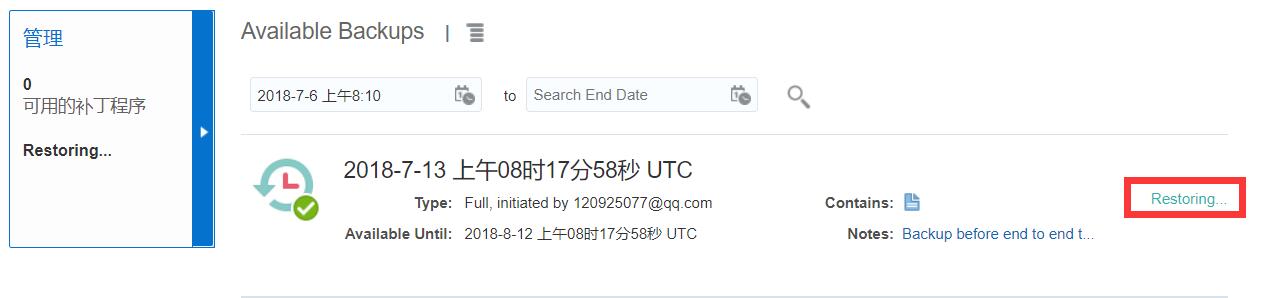 管理
0
可用的补丁程序
Restoring...
Available Backups |
2018-7-6 上午8:10 to Search End Date
2018-7-13 上午08时17分58秒 UTC
Type: Full, initiated by 120925077@qq.com Contains: Restoring...
Available Until: 2018-8-12 上午08时17分58秒 UTC Notes: Backup before end to end t...